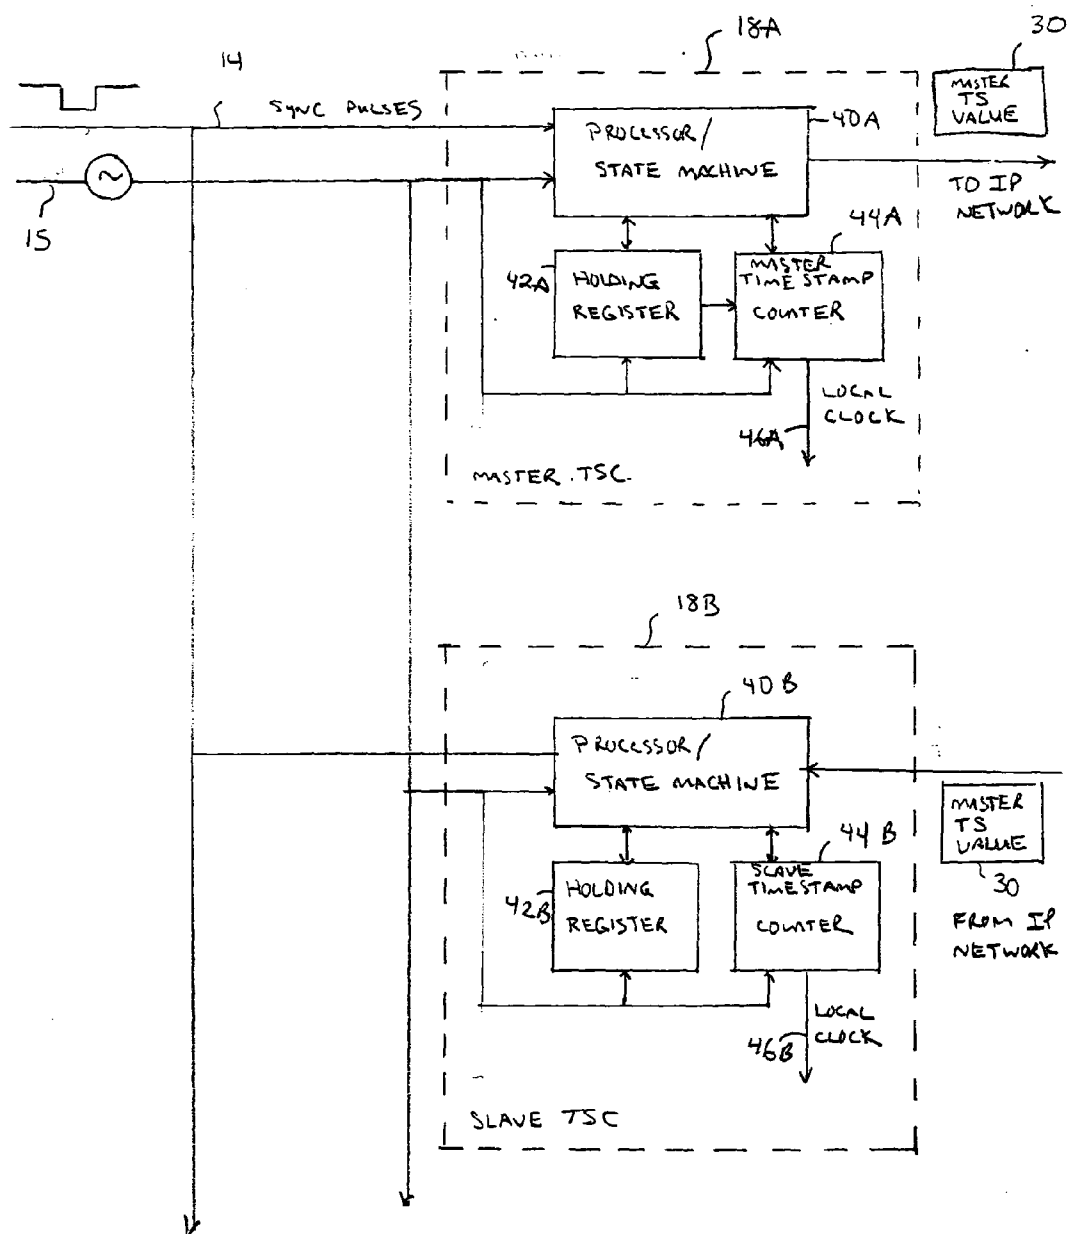 18A
30
14
MASTER
TS
VALUE
SYNC PULSES
PROCESSOR/
STATE MACHINE
40A
TO IP
NETWORK
15
44A
42A
HOLDING
REGISTER
MASTER
TIMESTAMP
COUNTER
LOCAL
CLOCK
46A
MASTER TSC
18B
40B
PROCESSOR/
STATE MACHINE
MASTER
TS
VALUE
44B
30
42B
HOLDING
REGISTER
SLAVE
TIMESTAMP
COUNTER
FROM IP
NETWORK
LOCAL
CLOCK
46B
SLAVE TSC